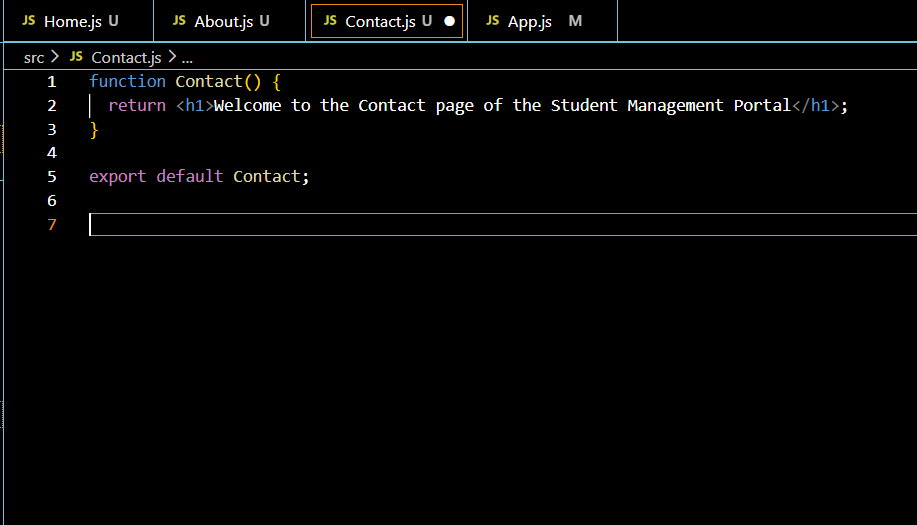 JS Home.js U JS About.js U JS Contact.js U JS App.js M
src > JS Contact.js > ...
1 function Contact() {
2 return <h1>Welcome to the Contact page of the Student Management Portal</h1>;
3 }
4
5 export default Contact;
6
7